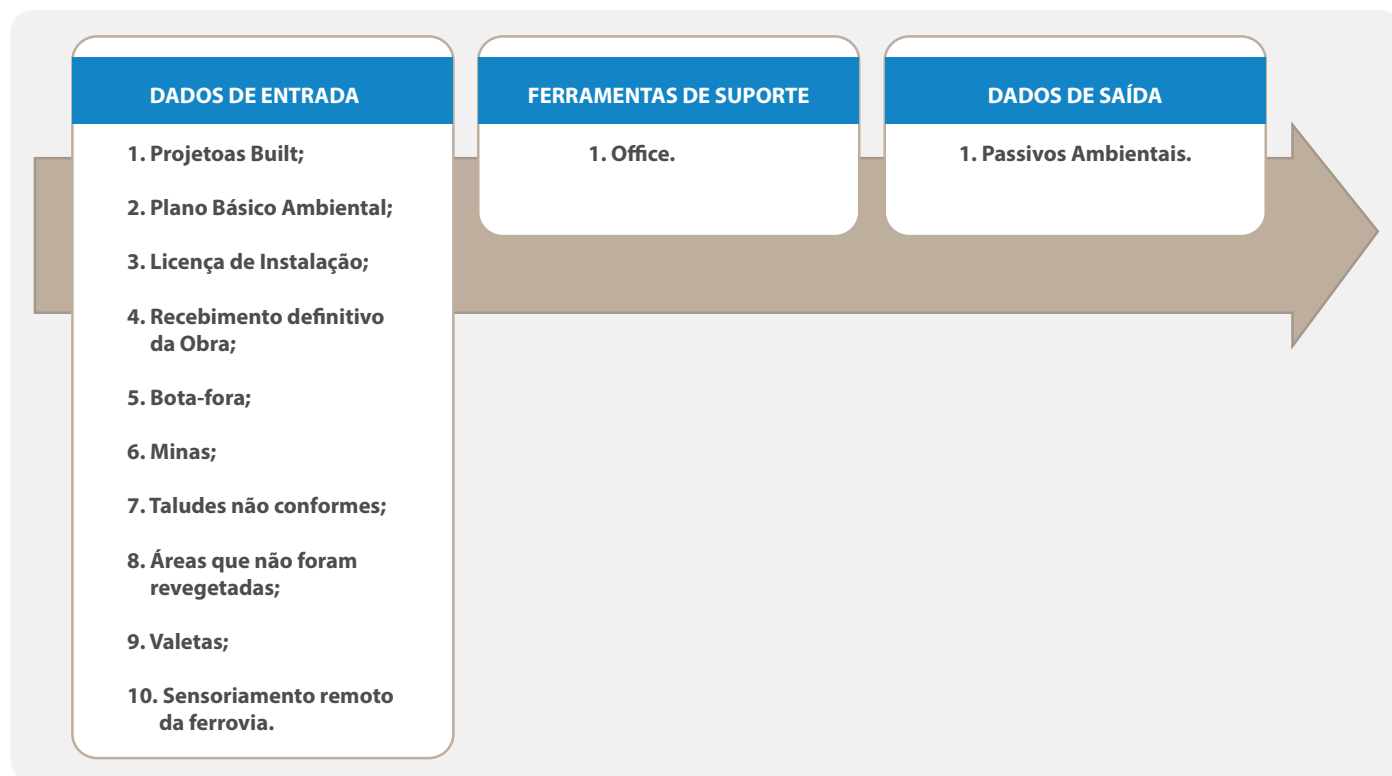 DADOS DE ENTRADA
1. Projetoas Built;
2. Plano Básico Ambiental;
3. Licença de Instalação;
4. Recebimento definitivo
da Obra;
5. Bota-fora;
6. Minas;
7. Taludes não conformes;
8. Áreas que não foram
revegetadas;
9. Valetas;
10. Sensoriamento remoto
da ferrovia.
FERRAMENTAS DE SUPORTE
1. Office.
DADOS DE SAÍDA
1. Passivos Ambientais.